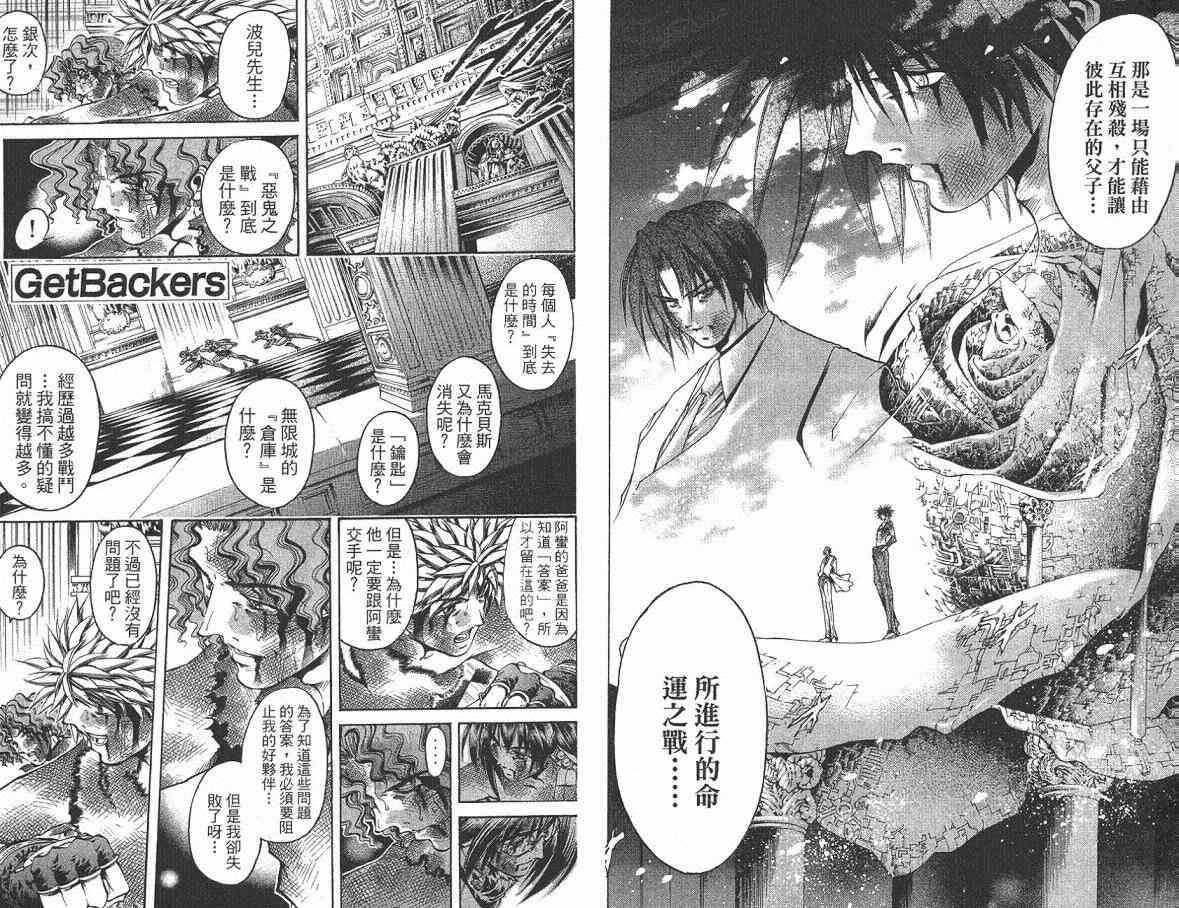 那是一場只能藉由
互相殘殺，才能讓
彼此存在的父子…
所進行的命
運之戰……
波兒先生…
銀次，
怎麼了？
『惡鬼之
戰』到底
是什麼？
！
GetBackers
每個人『失去
的時間』到底
是什麼？
馬克貝斯
又為什麼會
消失呢？
「鑰匙」
是什麼？
無限城的
『倉庫』是
什麼？
經歷過越多戰鬥
…我搞不懂的疑
問就變得越多。
阿蠻的爸爸是因為
知道「答案」，所
以才留在這的吧？
但是…為什麼
他一定要跟阿蠻
交手呢？
…
為了知道這些問題
的答案，我必須要阻
止我的好夥伴…
但是我卻失
敗了呀…
不過已經沒有
問題了吧？
為什麼？